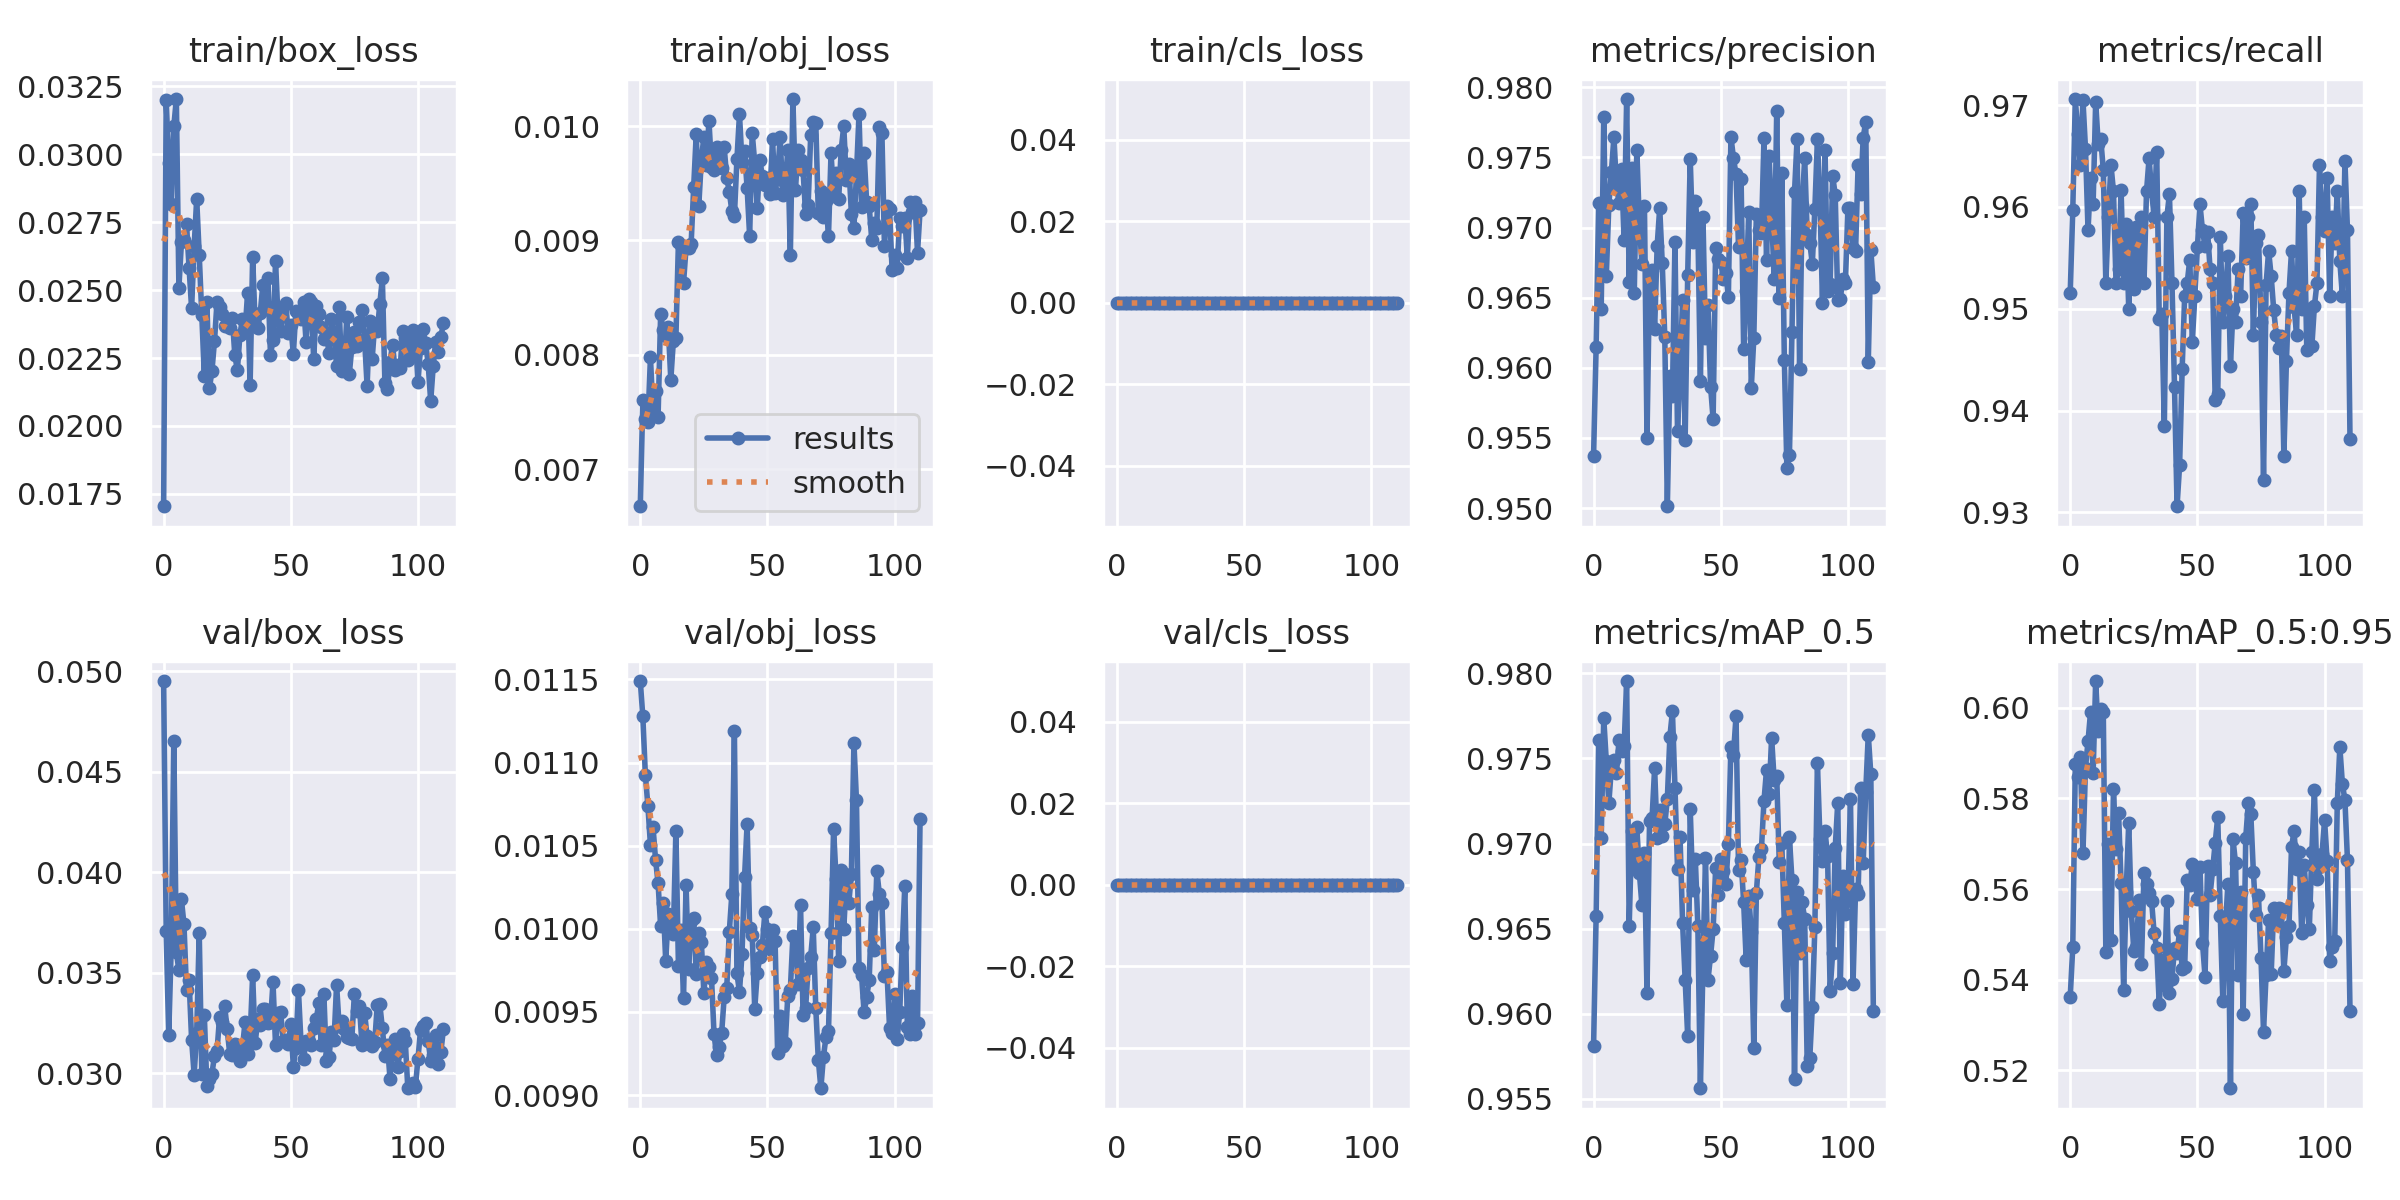 train/box_loss
0.0325
0.0300
0.0275
0.0250
0.0225
0.0200
0.0175
0 50 100
train/obj_loss
0.010
0.009
0.008
0.007
results
smooth
0 50 100
train/cls_loss
0.04
0.02
0.00
−0.02
−0.04
0 50 100
metrics/precision
0.980
0.975
0.970
0.965
0.960
0.955
0.950
0 50 100
metrics/recall
0.97
0.96
0.95
0.94
0.93
0 50 100
val/box_loss
0.050
0.045
0.040
0.035
0.030
0 50 100
val/obj_loss
0.0115
0.0110
0.0105
0.0100
0.0095
0.0090
0 50 100
val/cls_loss
0.04
0.02
0.00
−0.02
−0.04
0 50 100
metrics/mAP_0.5
0.980
0.975
0.970
0.965
0.960
0.955
0 50 100
metrics/mAP_0.5:0.95
0.60
0.58
0.56
0.54
0.52
0 50 100